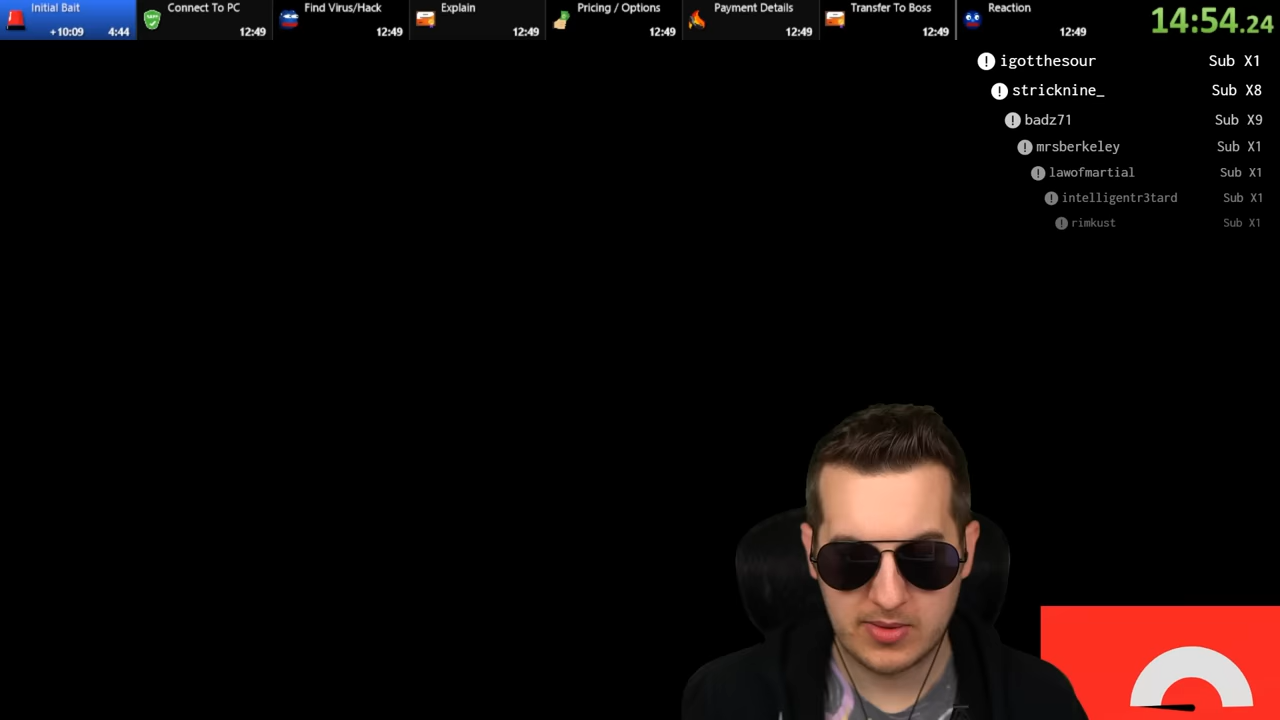 Initial Bait
+10:09 4:44
Connect To PC
12:49
Find Virus/Hack
12:49
Explain
12:49
Pricing / Options
12:49
Payment Details
12:49
Transfer To Boss
12:49
Reaction
12:49
14:54.24
igotthesour Sub X1
stricknine_ Sub X8
badz71 Sub X9
mrsberkeley Sub X1
lawofmartial Sub X1
intelligentr3tard Sub X1
rimkust Sub X1